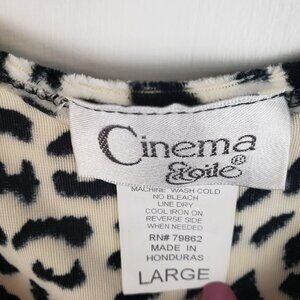 Cinema
Etoile®
MACHINE WASH COLD
NO BLEACH
LINE DRY
COOL IRON ON
REVERSE SIDE
WHEN NEEDED
RN# 79862
MADE IN
HONDURAS
LARGE